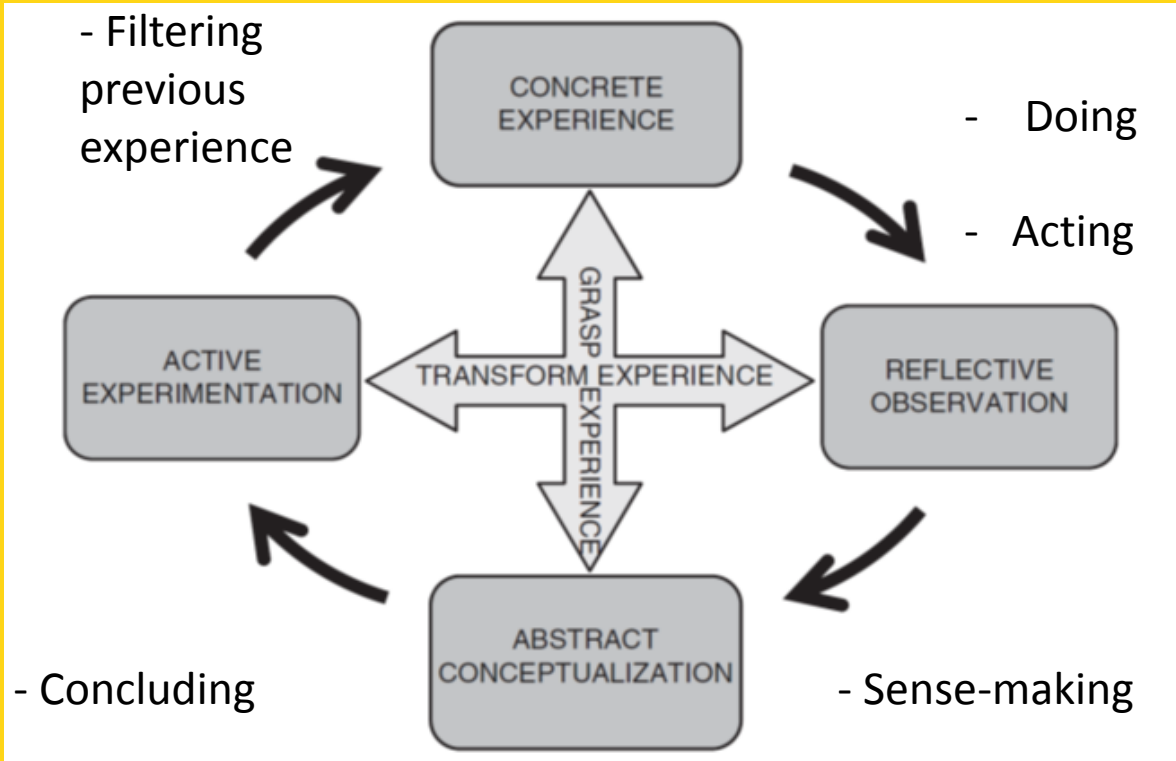 - Filtering
previous
experience
CONCRETE
EXPERIENCE
- Doing
- Acting
GRASP EXPERIENCE
TRANSFORM EXPERIENCE
ACTIVE
EXPERIMENTATION
REFLECTIVE
OBSERVATION
ABSTRACT
CONCEPTUALIZATION
- Concluding
- Sense-making